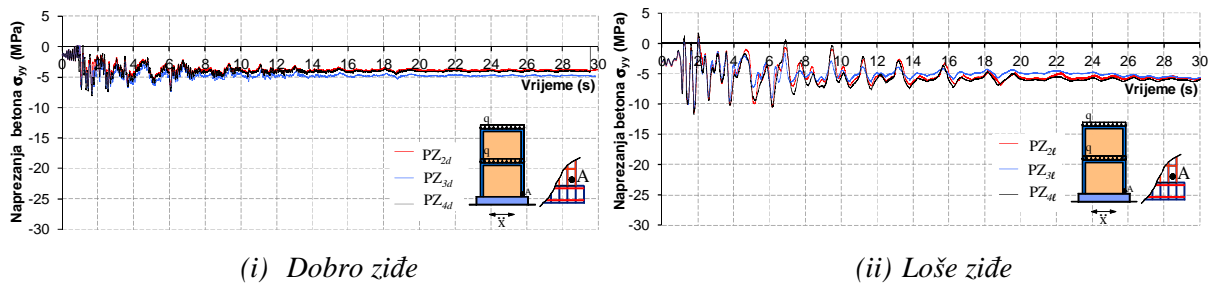 Naprezanja betona σyy (MPa)
5
0
-5
-10
-15
-20
-25
-30
0 2 4 6 8 10 12 14 16 18 20 22 24 26 28 30
Vrijeme (s)
PZ2d
PZ3d
PZ4d
q
q
A
A
ẍ
(i) Dobro ziđe
Naprezanja betona σyy (MPa)
5
0
-5
-10
-15
-20
-25
-30
0 2 4 6 8 10 12 14 16 18 20 22 24 26 28 30
Vrijeme (s)
PZ2ℓ
PZ3ℓ
PZ4ℓ
q
q
A
A
ẍ
(ii) Loše ziđe